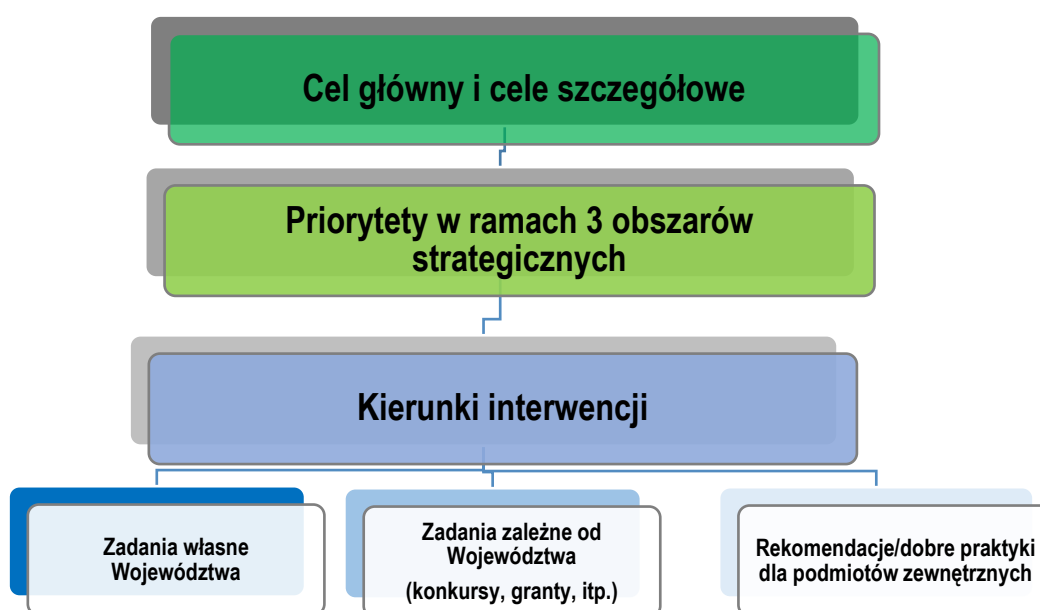 Cel główny i cele szczegółowe
Priorytety w ramach 3 obszarów
strategicznych
Kierunki interwencji
Zadania własne
Województwa
Zadania zależne od
Województwa
(konkursy, granty, itp.)
Rekomendacje/dobre praktyki
dla podmiotów zewnętrznych